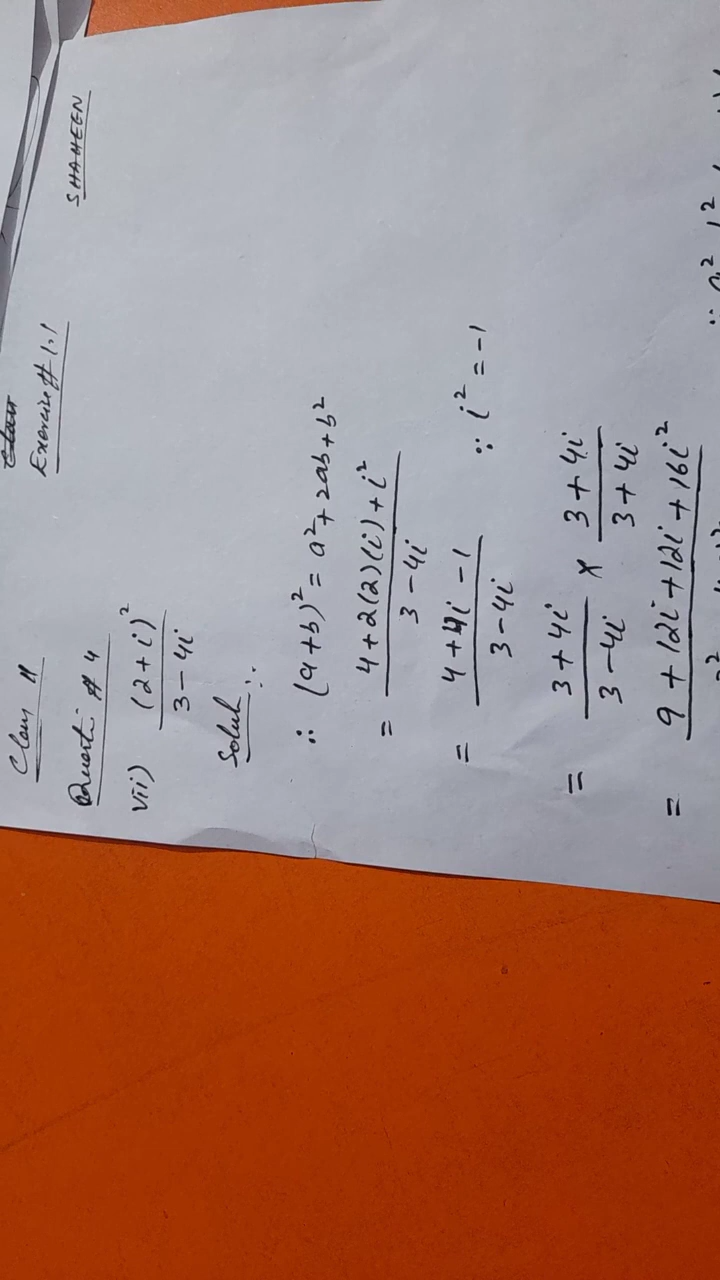 Class 11 Exercise # 1.1 SHAHEEN
Questi # 4
vii) (2+i)²
3-4i
Soluh :.
∵ (a+b)² = a² + 2ab + b²
= 4+2(2)(i)+i²
3-4i
= 4+4i-1 ∵ i² = -1
3-4i
= 3+4i × 3+4i
3-4i 3+4i
= 9+12i+12i+16i²